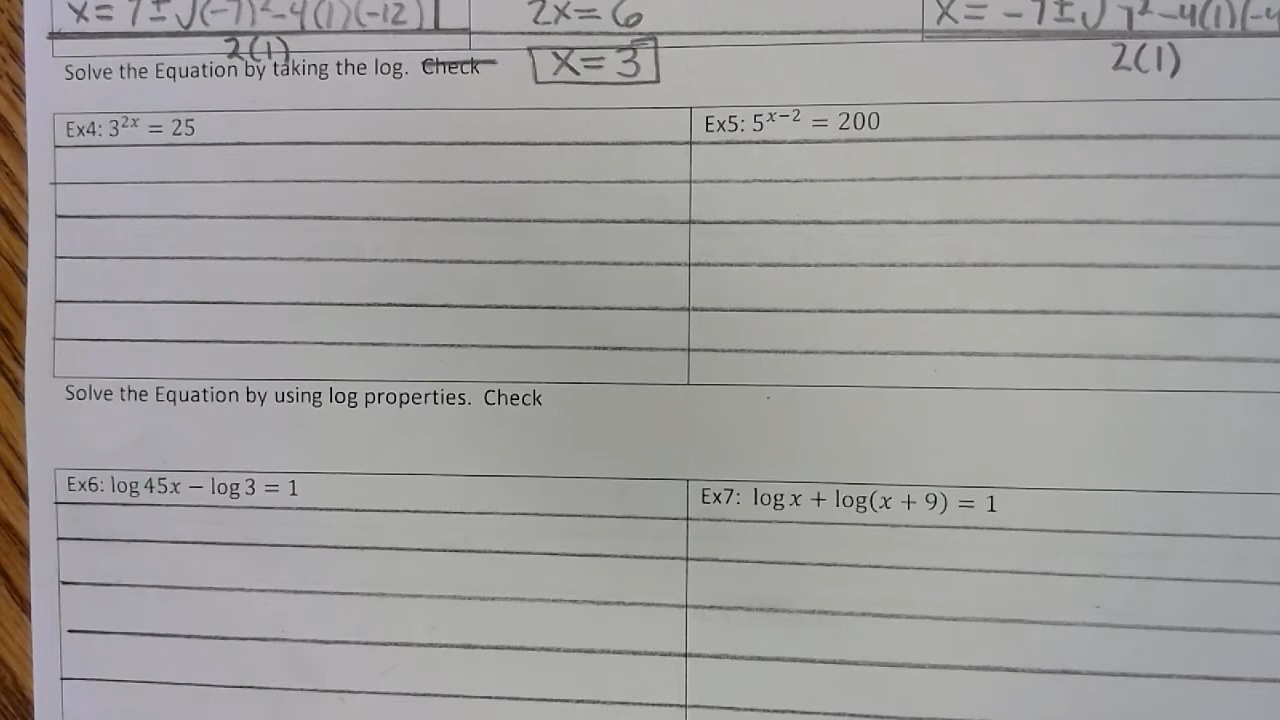 x = 7 ± √(-7)² - 4(1)(-12)
2(1)
2x = 6
x = 3
x = -7 ± √7² - 4(1)(-4
2(1)
Solve the Equation by taking the log. Check
Ex4: 3^{2x} = 25
Ex5: 5^{x-2} = 200
Solve the Equation by using log properties. Check
Ex6: log 45x − log 3 = 1
Ex7: log x + log(x + 9) = 1